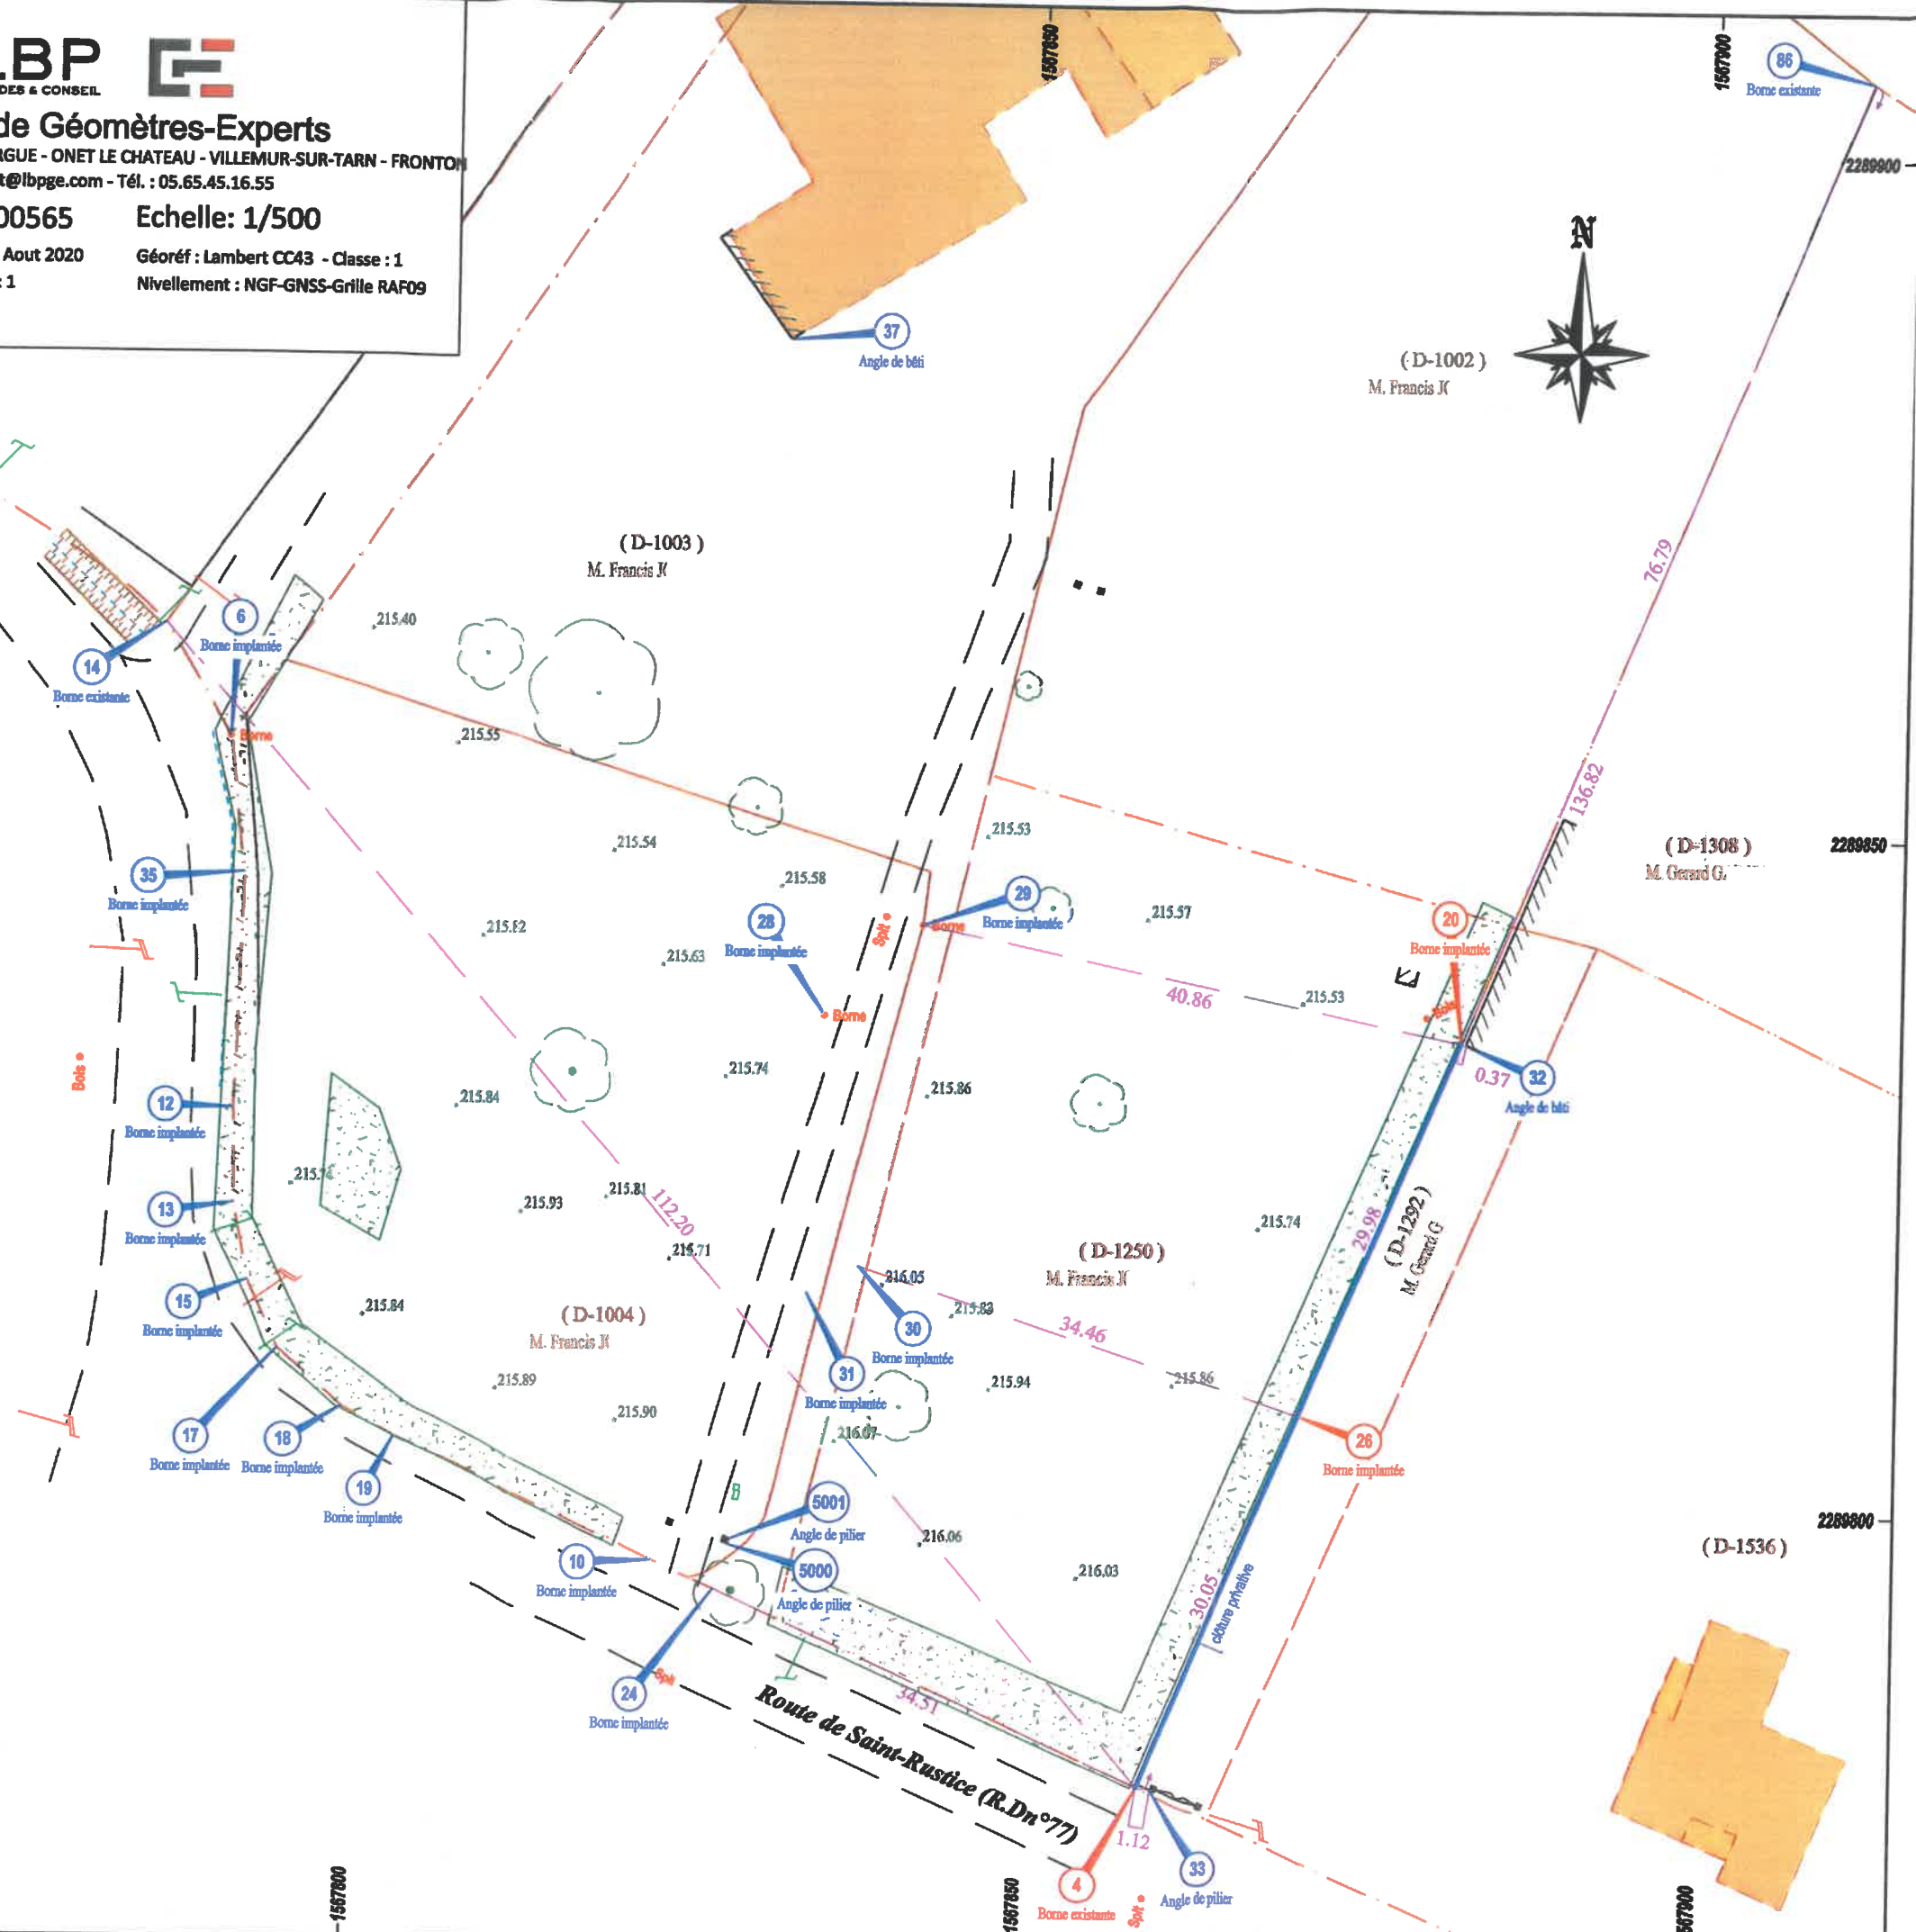 .BP
DES & CONSEIL
de Géomètres-Experts
RGUE - ONET LE CHATEAU - VILLEMUR-SUR-TARN - FRONTON
t@lbpge.com - Tél. : 05.65.45.16.55
00565 Echelle: 1/500
Aout 2020 Géoréf : Lambert CC43 - Classe : 1
: 1 Nivellement : NGF-GNSS-Grille RAF09
1567850
1567900
86
Borne existante
2289900
N
37
Angle de bâti
( D-1002 )
M. Francis J(
( D-1003 )
M. Francis J(
76.79
6
Borne implantée
215.40
14
Borne existante
Borne
215.55
136.82
215.53
215.54
( D-1308 )
M. Gerard G.
2289850
35
Borne implantée
215.58
29
Borne implantée
Borne
28
Borne implantée
Spit
215.57
20
Borne implantée
215.63
40.86
215.53
Borne
Bois
Bois
215.74
215.86
0.37
32
Angle de bâti
12
Borne implantée
215.84
215.93
215.81
112.20
13
Borne implantée
215.74
29.98
( D-1292 )
M. Gerard G
215.71
( D-1250 )
M. Francis J(
216.05
15
Borne implantée
215.84
( D-1004 )
M. Francis J(
215.83
30
Borne implantée
34.46
31
Borne implantée
215.89
215.94
215.86
215.90
216.07
17
Borne implantée
18
Borne implantée
26
Borne implantée
19
Borne implantée
5001
Angle de pilier
216.06
2289800
( D-1536 )
10
Borne implantée
5000
Angle de pilier
216.03
30.05
clôture privative
24
Borne implantée
Spit
34.51
Route de Saint-Rustice (R.Dn°77)
1.12
4
Borne existante
33
Angle de pilier
Spit
1567800
1567850
567900